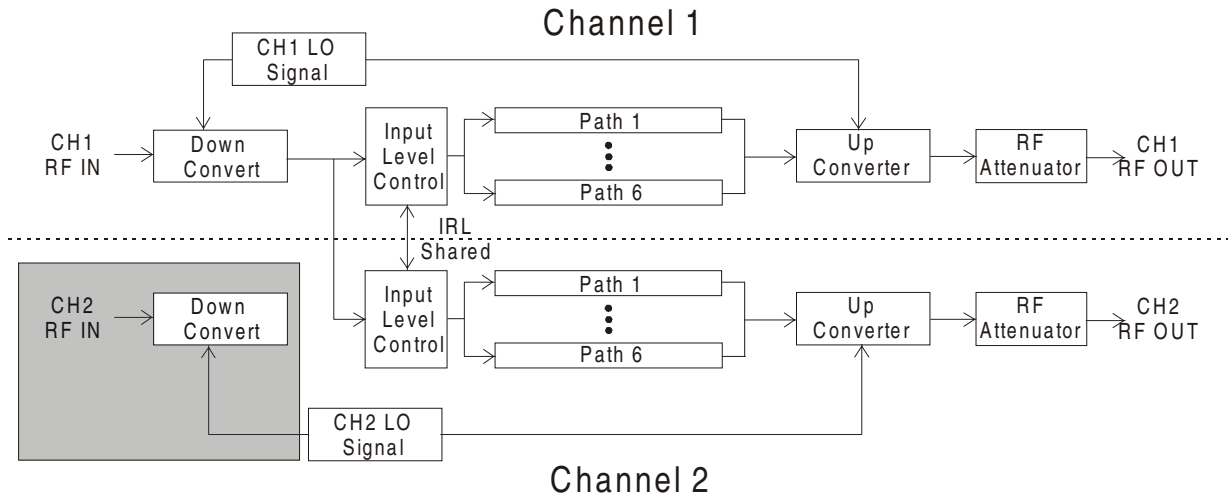 Channel 1
CH1 LO
Signal
CH1
RF IN
Down
Convert
Input
Level
Control
Path 1
Path 6
Up
Converter
RF
Attenuator
CH1
RF OUT
IRL
Shared
CH2
RF IN
Down
Convert
Input
Level
Control
Path 1
Path 6
Up
Converter
RF
Attenuator
CH2
RF OUT
CH2 LO
Signal
Channel 2